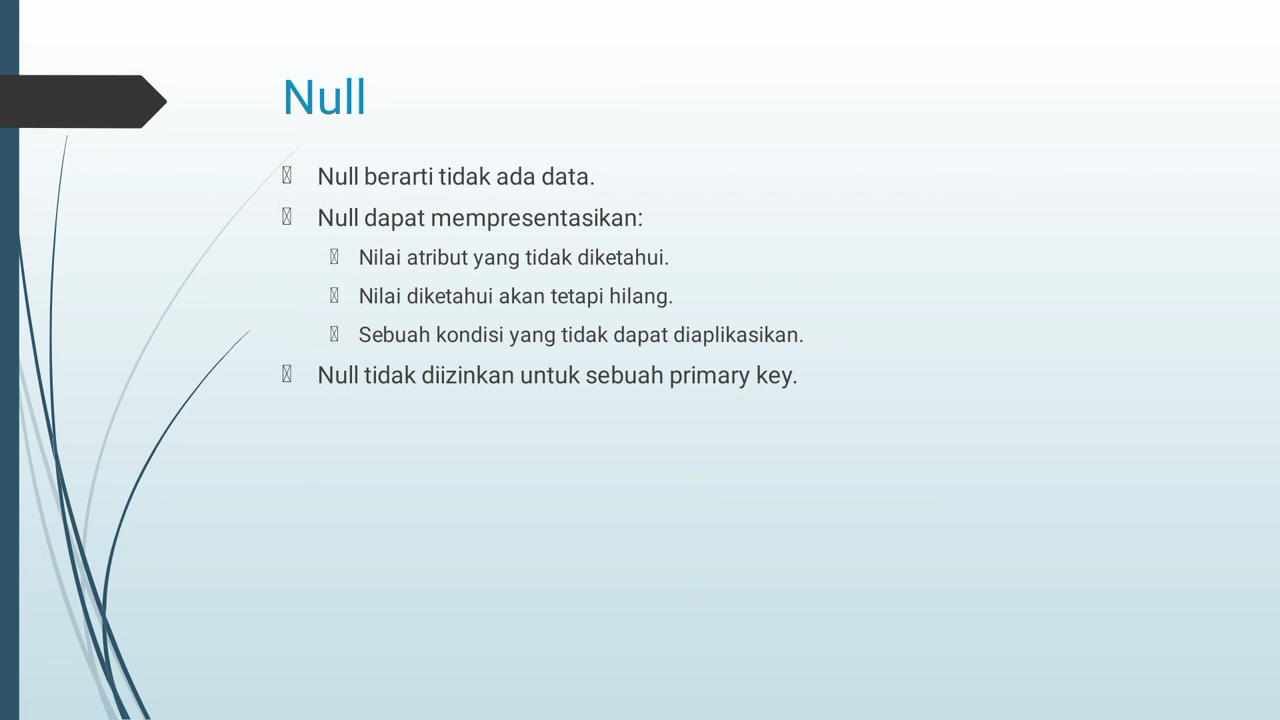 Null
Null berarti tidak ada data.
Null dapat mempresentasikan:
Nilai atribut yang tidak diketahui.
Nilai diketahui akan tetapi hilang.
Sebuah kondisi yang tidak dapat diaplikasikan.
Null tidak diizinkan untuk sebuah primary key.